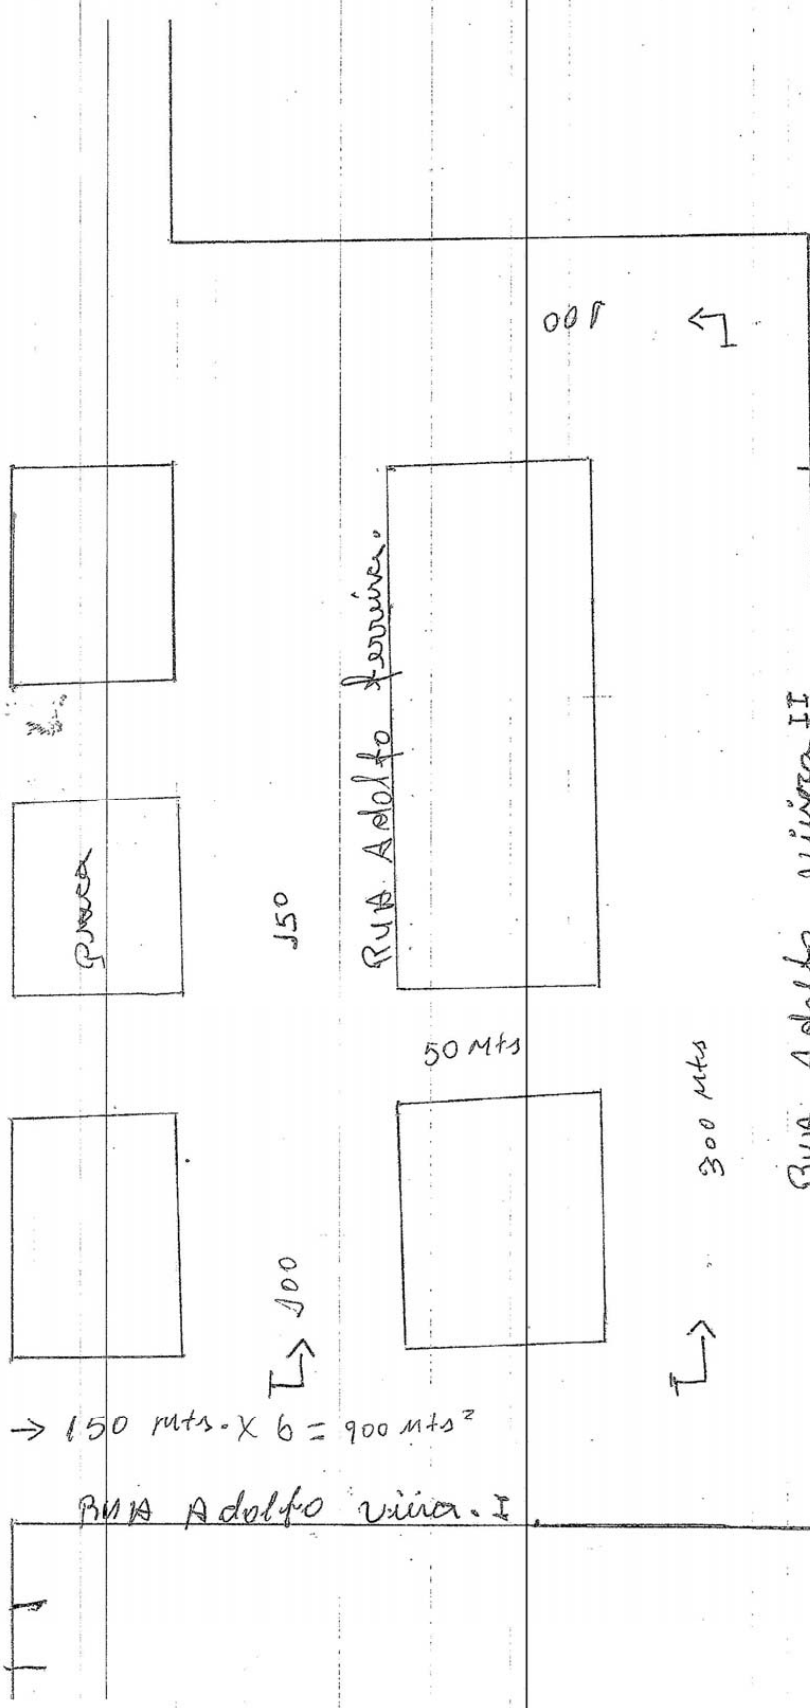 100
RUA Adolfo ferreira.
praça
150
50 Mts
300 Mts
100
→ 150 Mts. x 6 = 900 Mts²
RUA Adolfo vieira. I
RUA Adolfo vieira II